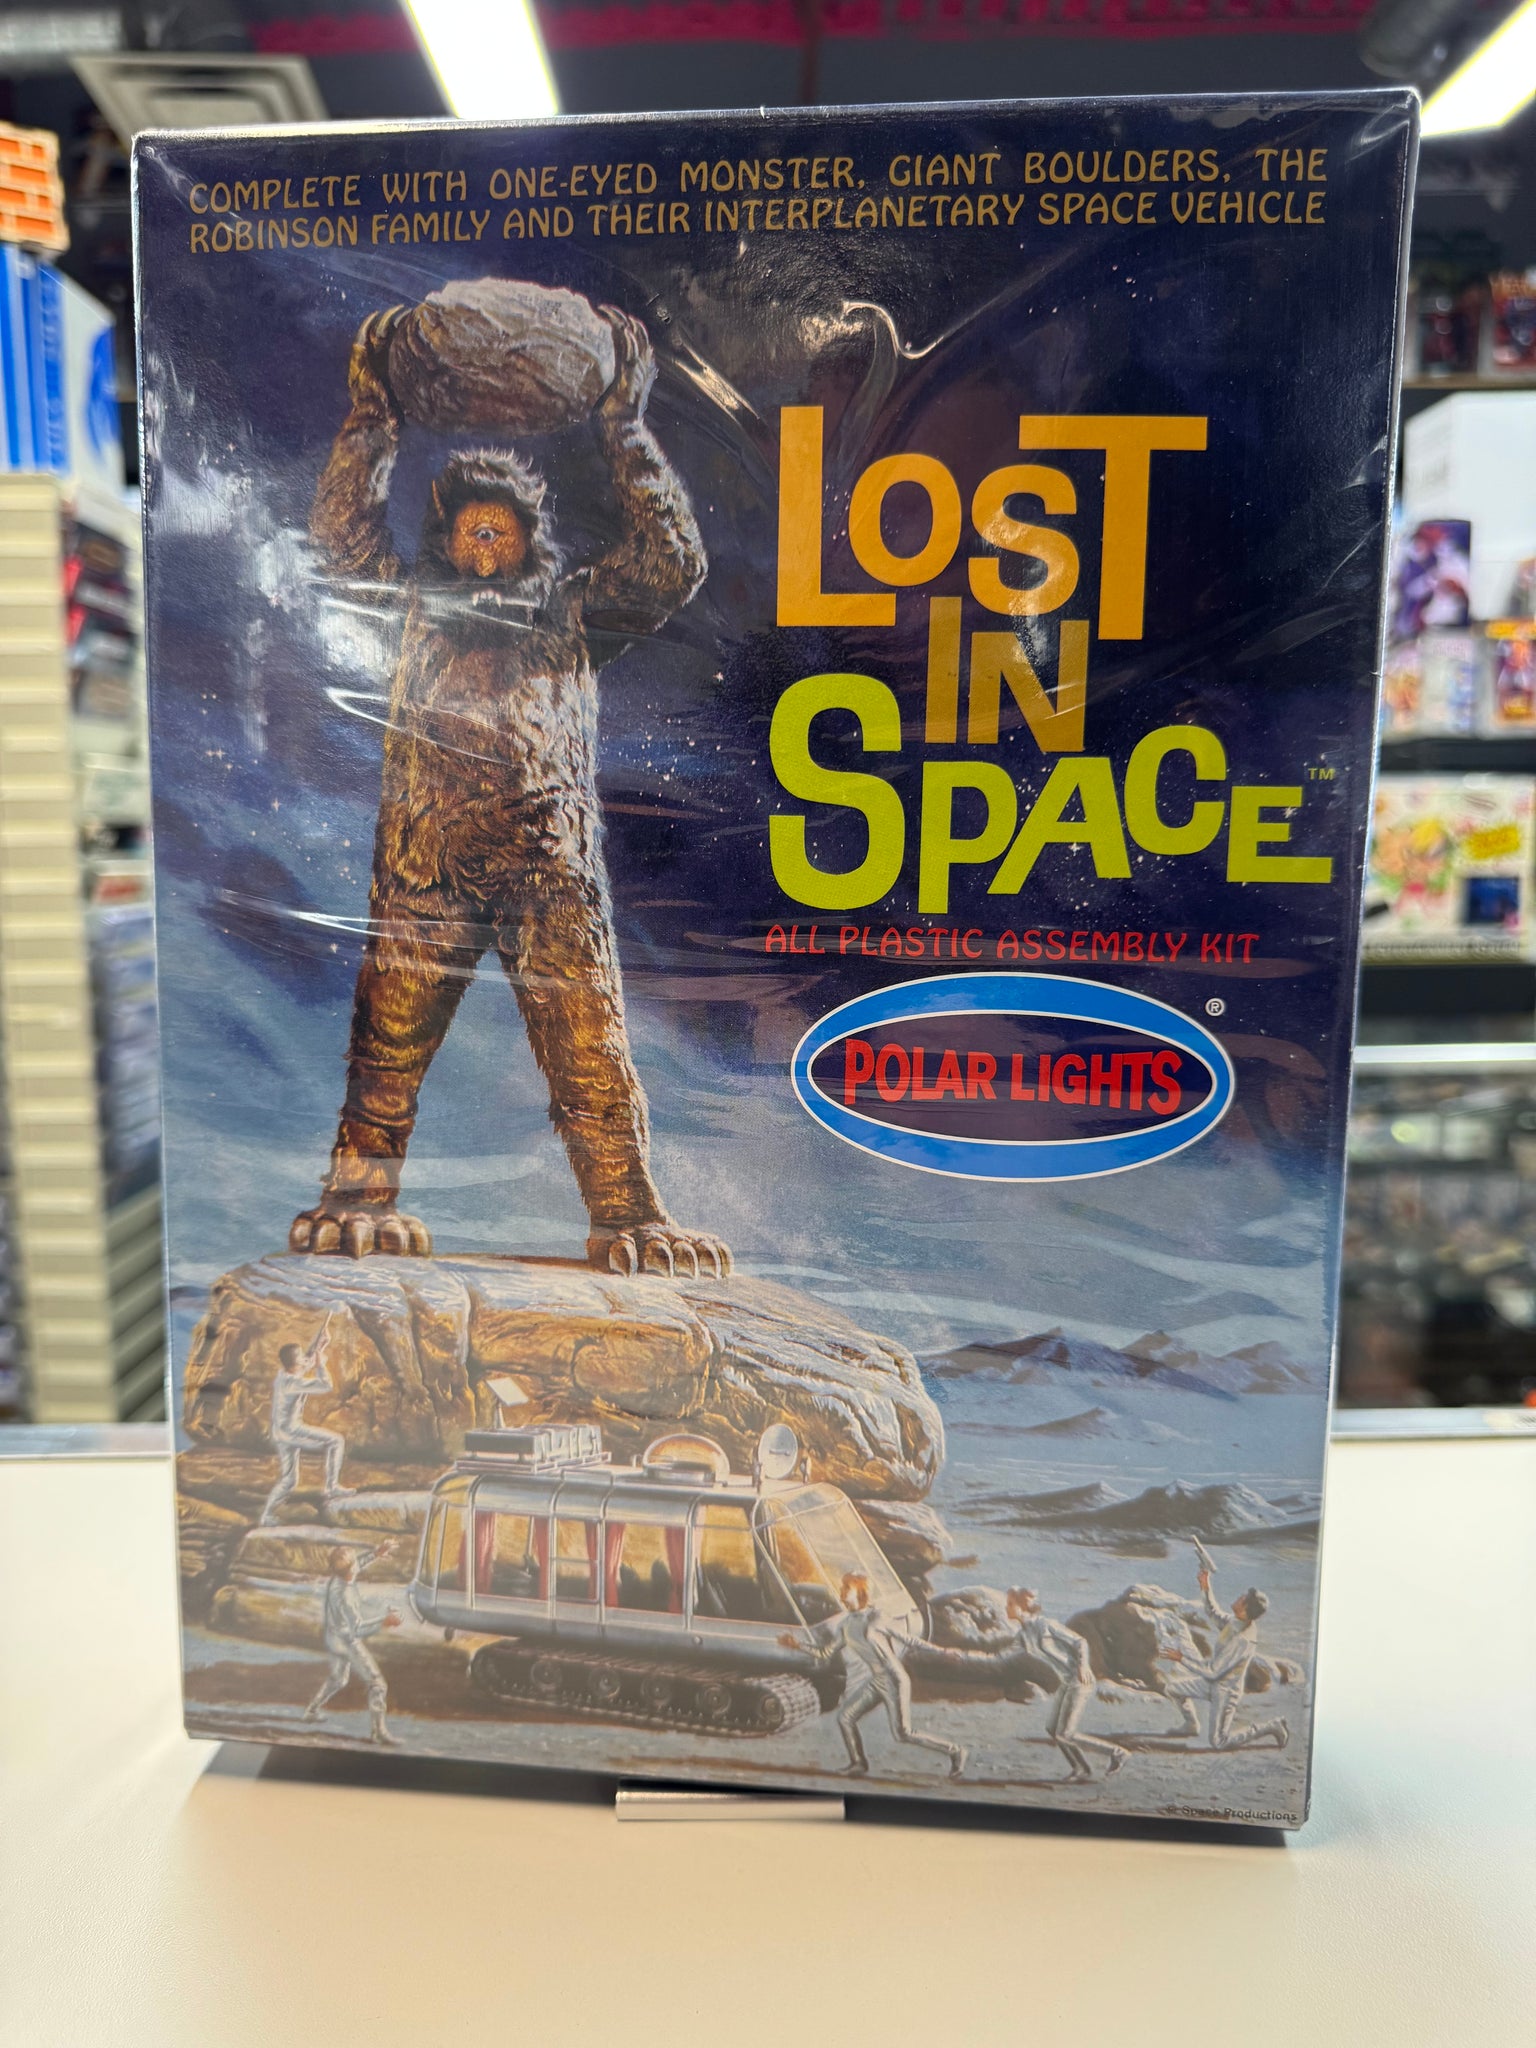 COMPLETE WITH ONE-EYED MONSTER, GIANT BOULDERS, THE
ROBINSON FAMILY AND THEIR INTERPLANETARY SPACE VEHICLE
LOST
IN
SPACE™
ALL PLASTIC ASSEMBLY KIT
POLAR LIGHTS®
© Space Productions